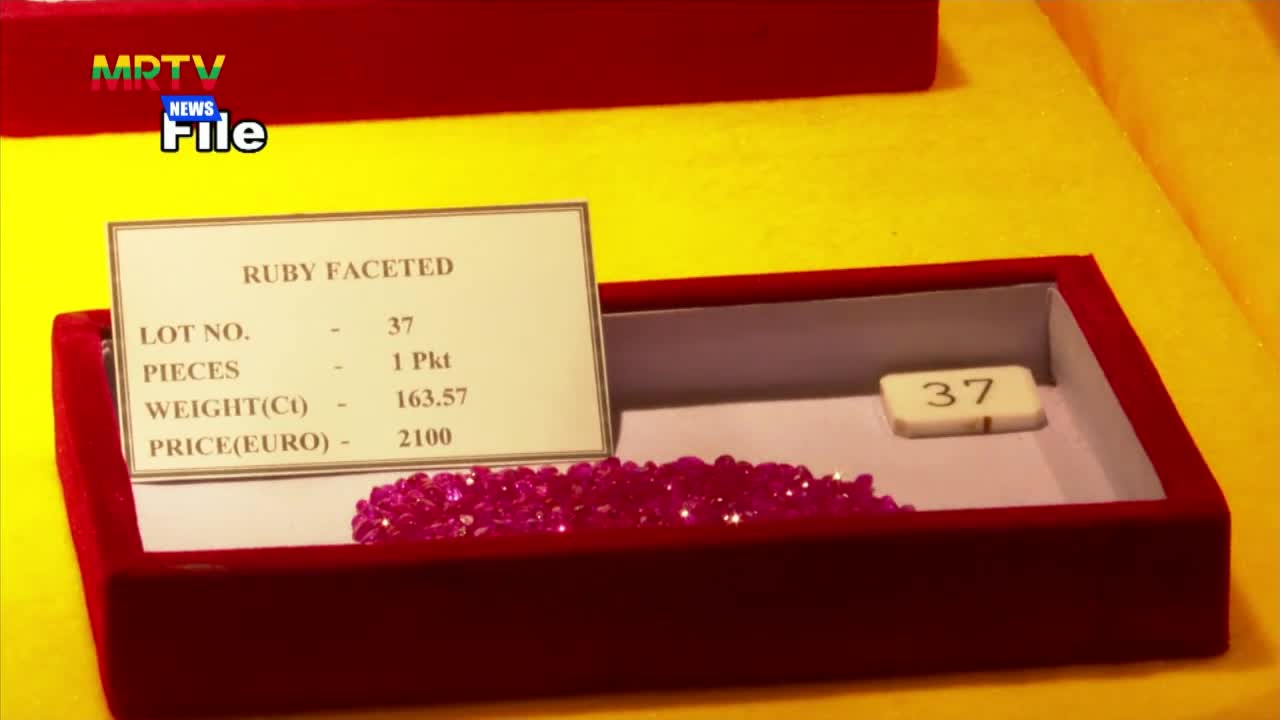 MRTV
NEWS
File
RUBY FACETED
LOT NO. - 37
PIECES - 1 Pkt
WEIGHT(Ct) - 163.57
PRICE(EURO) - 2100
37